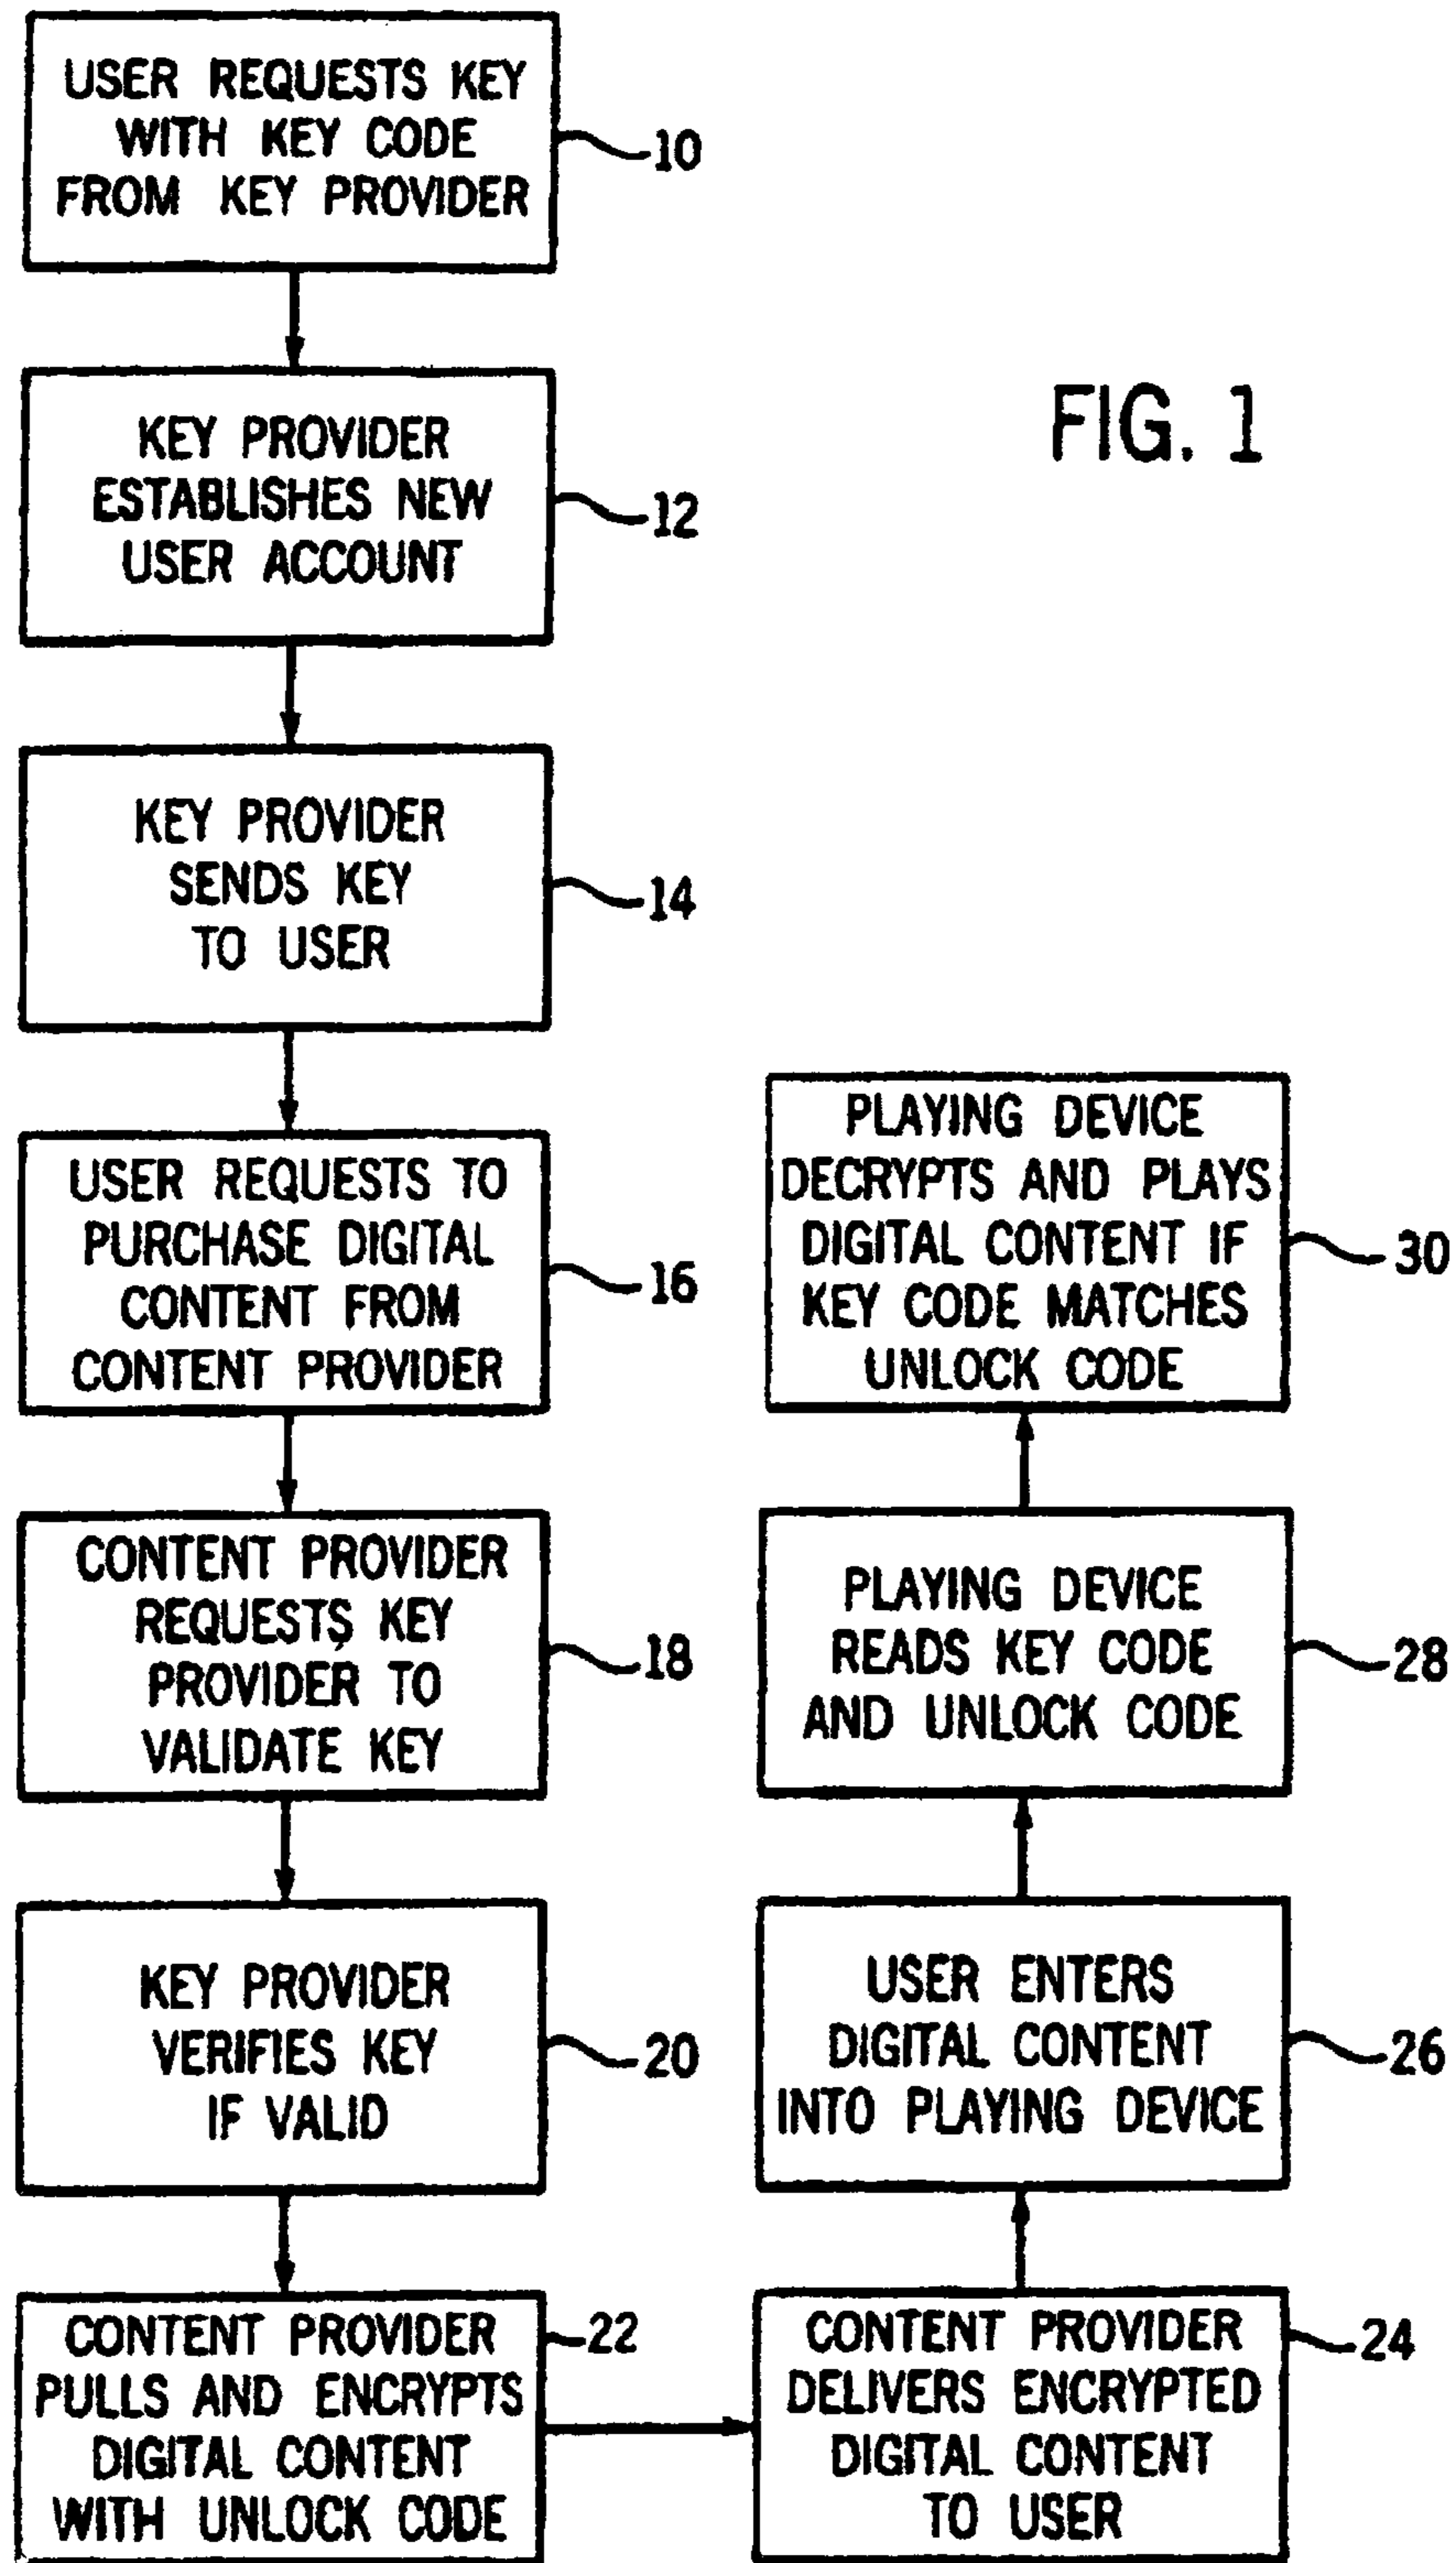 USER REQUESTS KEY
WITH KEY CODE
FROM KEY PROVIDER
10
KEY PROVIDER
ESTABLISHES NEW
USER ACCOUNT
12
FIG. 1
KEY PROVIDER
SENDS KEY
TO USER
14
USER REQUESTS TO
PURCHASE DIGITAL
CONTENT FROM
CONTENT PROVIDER
16
CONTENT PROVIDER
REQUESTS KEY
PROVIDER TO
VALIDATE KEY
18
KEY PROVIDER
VERIFIES KEY
IF VALID
20
CONTENT PROVIDER
PULLS AND ENCRYPTS
DIGITAL CONTENT
WITH UNLOCK CODE
22
CONTENT PROVIDER
DELIVERS ENCRYPTED
DIGITAL CONTENT
TO USER
24
USER ENTERS
DIGITAL CONTENT
INTO PLAYING DEVICE
26
PLAYING DEVICE
READS KEY CODE
AND UNLOCK CODE
28
PLAYING DEVICE
DECRYPTS AND PLAYS
DIGITAL CONTENT IF
KEY CODE MATCHES
UNLOCK CODE
30